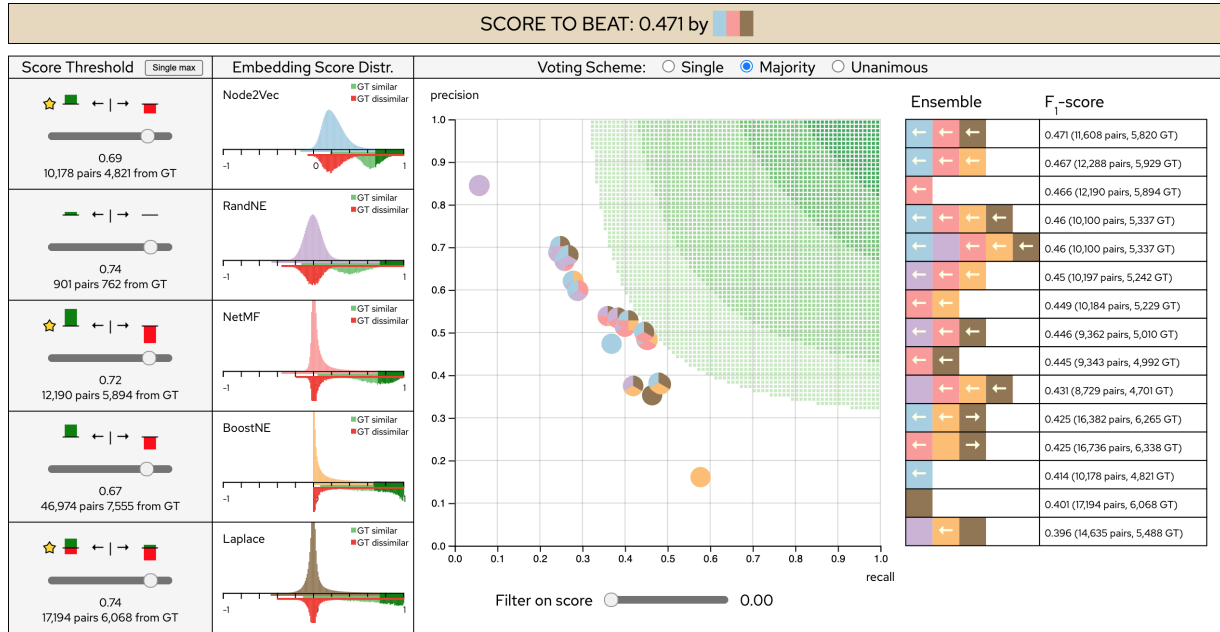 SCORE TO BEAT: 0.471 by
Score Threshold Single max
Embedding Score Distr.
Voting Scheme: Single Majority Unanimous
← | →
0.69
10,178 pairs 4,821 from GT
Node2Vec
GT similar
GT dissimilar
-1 0 1
← | →
0.74
901 pairs 762 from GT
RandNE
GT similar
GT dissimilar
-1 1
← | →
0.72
12,190 pairs 5,894 from GT
NetMF
GT similar
GT dissimilar
-1 1
← | →
0.67
46,974 pairs 7,555 from GT
BoostNE
GT similar
GT dissimilar
-1 1
← | →
0.74
17,194 pairs 6,068 from GT
Laplace
GT similar
GT dissimilar
-1 1
precision
1.0
0.9
0.8
0.7
0.6
0.5
0.4
0.3
0.2
0.1
0.0
0.0 0.1 0.2 0.3 0.4 0.5 0.6 0.7 0.8 0.9 1.0
recall
Filter on score 0.00
Ensemble F1-score
← ← ← 0.471 (11,608 pairs, 5,820 GT)
← ← ← 0.467 (12,288 pairs, 5,929 GT)
← 0.466 (12,190 pairs, 5,894 GT)
← ← ← ← 0.46 (10,100 pairs, 5,337 GT)
← ← ← ← 0.46 (10,100 pairs, 5,337 GT)
← ← ← 0.45 (10,197 pairs, 5,242 GT)
← ← 0.449 (10,184 pairs, 5,229 GT)
← ← ← 0.446 (9,362 pairs, 5,010 GT)
← ← 0.445 (9,343 pairs, 4,992 GT)
← ← ← ← 0.431 (8,729 pairs, 4,701 GT)
← → 0.425 (16,382 pairs, 6,265 GT)
← → 0.425 (16,736 pairs, 6,338 GT)
← 0.414 (10,178 pairs, 4,821 GT)
0.401 (17,194 pairs, 6,068 GT)
← 0.396 (14,635 pairs, 5,488 GT)